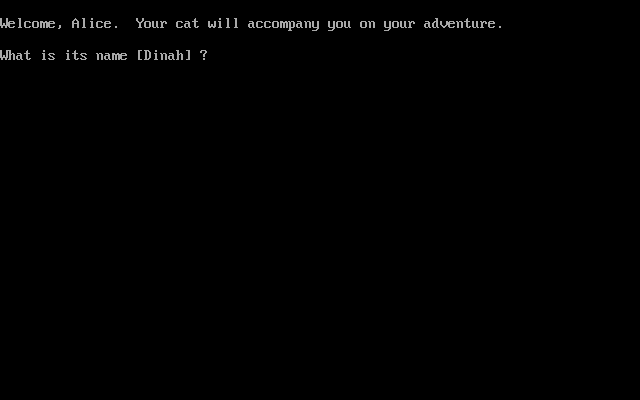 Welcome, Alice.  Your cat will accompany you on your adventure.
What is its name [Dinah] ?